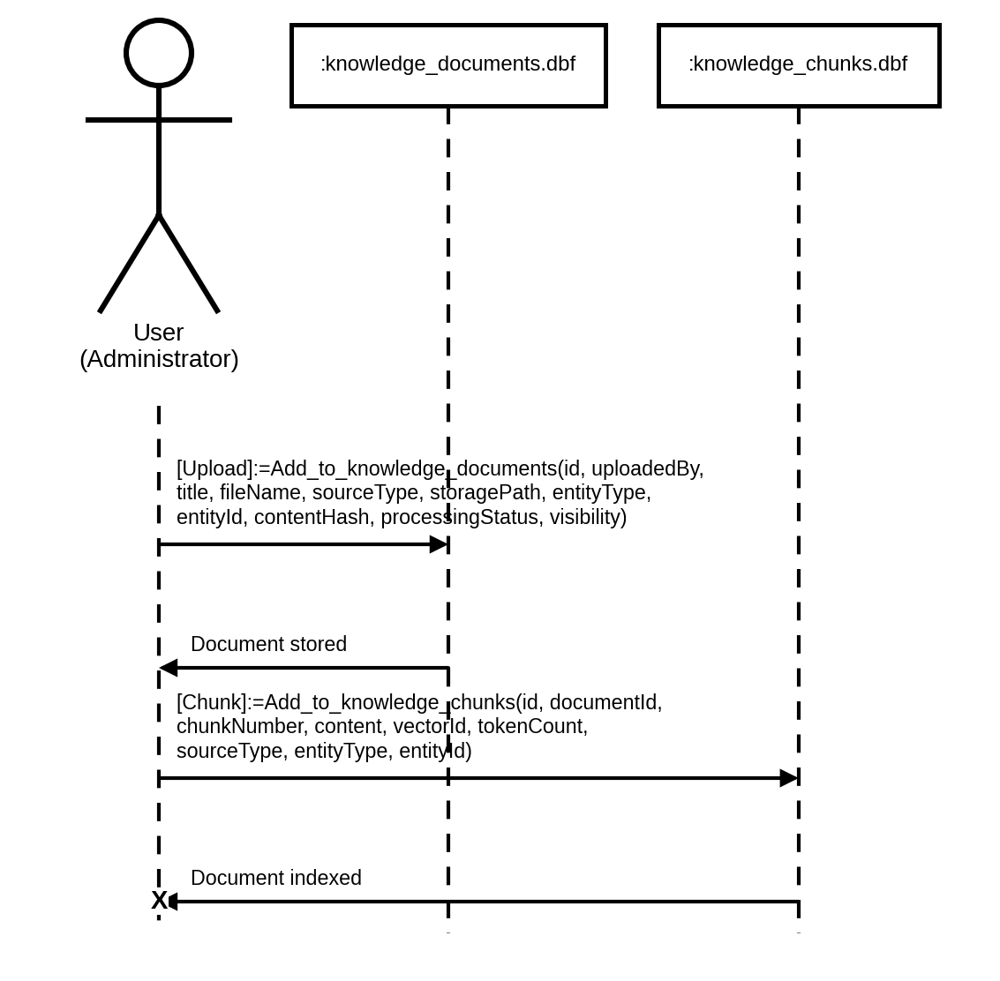 :knowledge_documents.dbf
:knowledge_chunks.dbf
User
(Administrator)
[Upload]:=Add_to_knowledge_documents(id, uploadedBy,
title, fileName, sourceType, storagePath, entityType,
entityId, contentHash, processingStatus, visibility)
Document stored
[Chunk]:=Add_to_knowledge_chunks(id, documentId,
chunkNumber, content, vectorId, tokenCount,
sourceType, entityType, entityId)
Document indexed
X